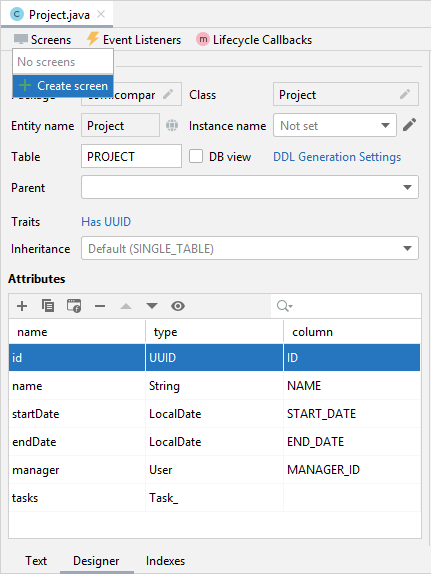 Project.java
Screens Event Listeners Lifecycle Callbacks
No screens
Create screen
Class Project
Entity name Project Instance name Not set
Table PROJECT DB view DDL Generation Settings
Parent
Traits Has UUID
Inheritance Default (SINGLE_TABLE)
Attributes
name type column
id UUID ID
name String NAME
startDate LocalDate START_DATE
endDate LocalDate END_DATE
manager User MANAGER_ID
tasks Task_
Text Designer Indexes